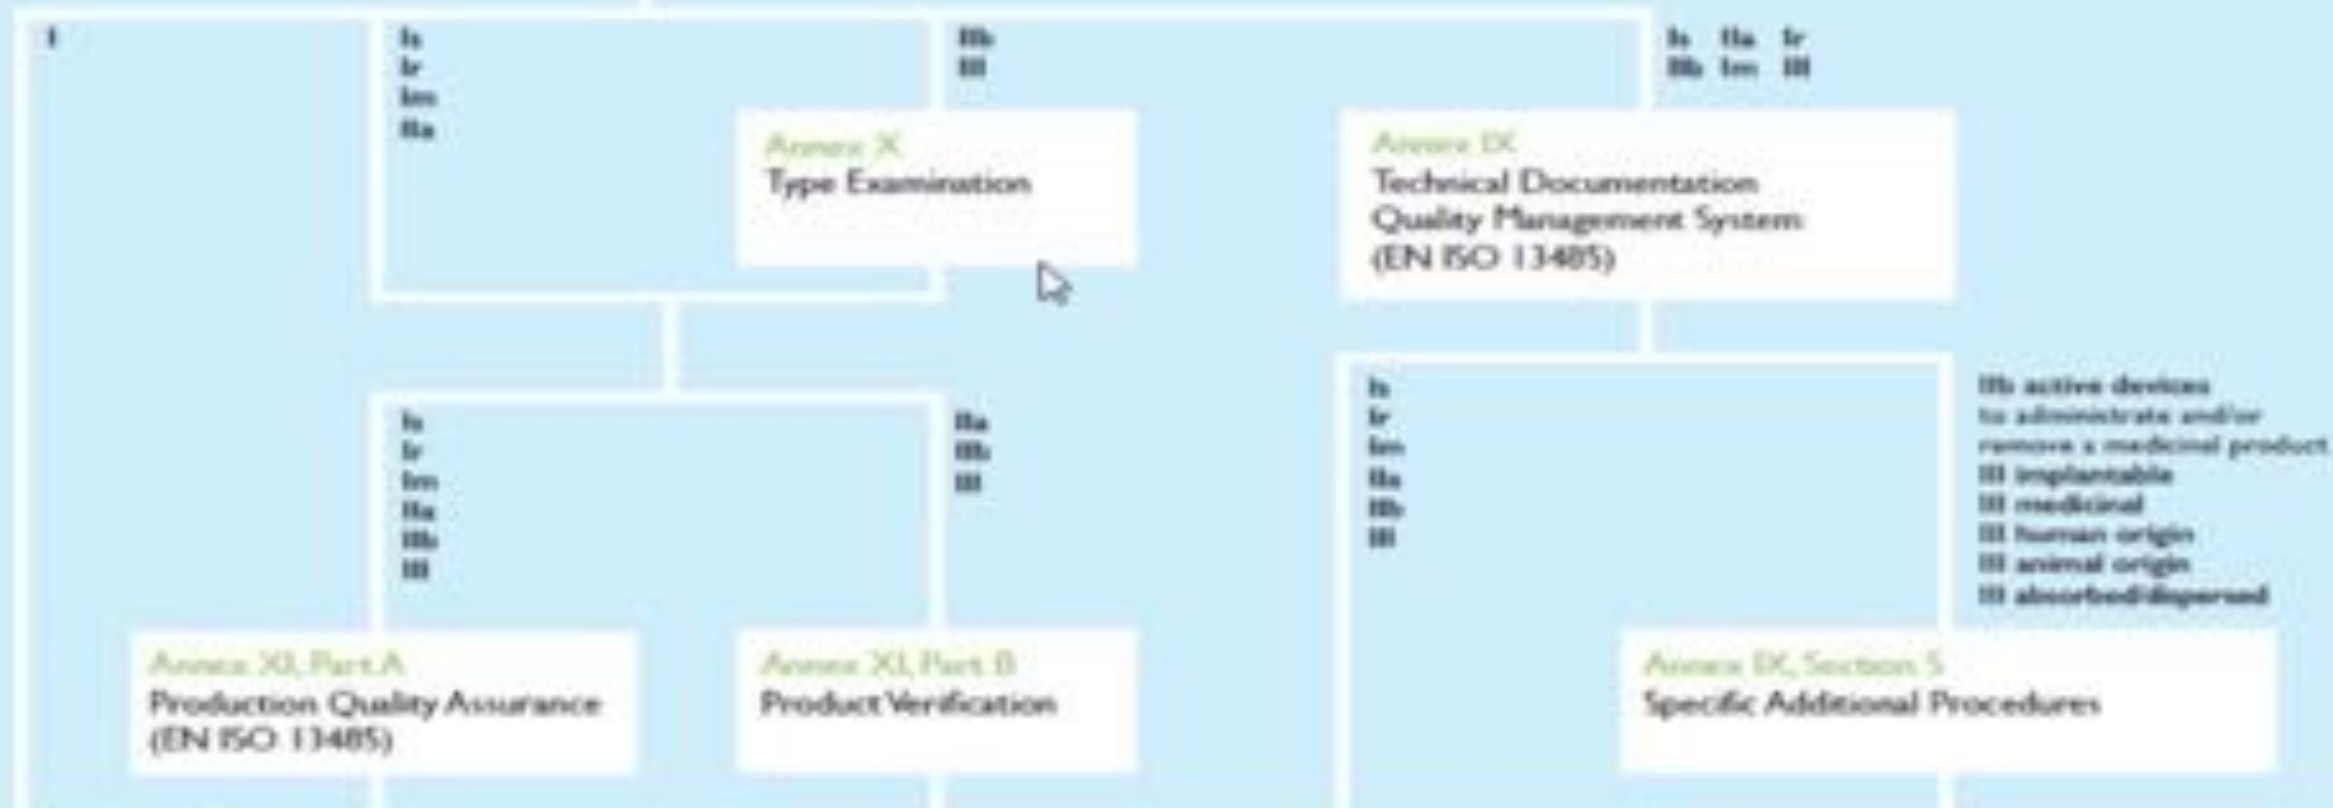 I
Is
Ir
Im
IIa
IIb
III
Is IIa Ir
IIb Im III
Annex X
Type Examination
Annex IX
Technical Documentation
Quality Management System
(EN ISO 13485)
Is
Ir
Im
IIa
IIb
III
IIa
IIb
III
Is
Ir
Im
IIa
IIb
III
IIb active devices
to administrate and/or
remove a medicinal product
III implantable
III medicinal
III human origin
III animal origin
III absorbed/dispersed
Annex XI, Part A
Production Quality Assurance
(EN ISO 13485)
Annex XI, Part B
Product Verification
Annex IX, Section 5
Specific Additional Procedures